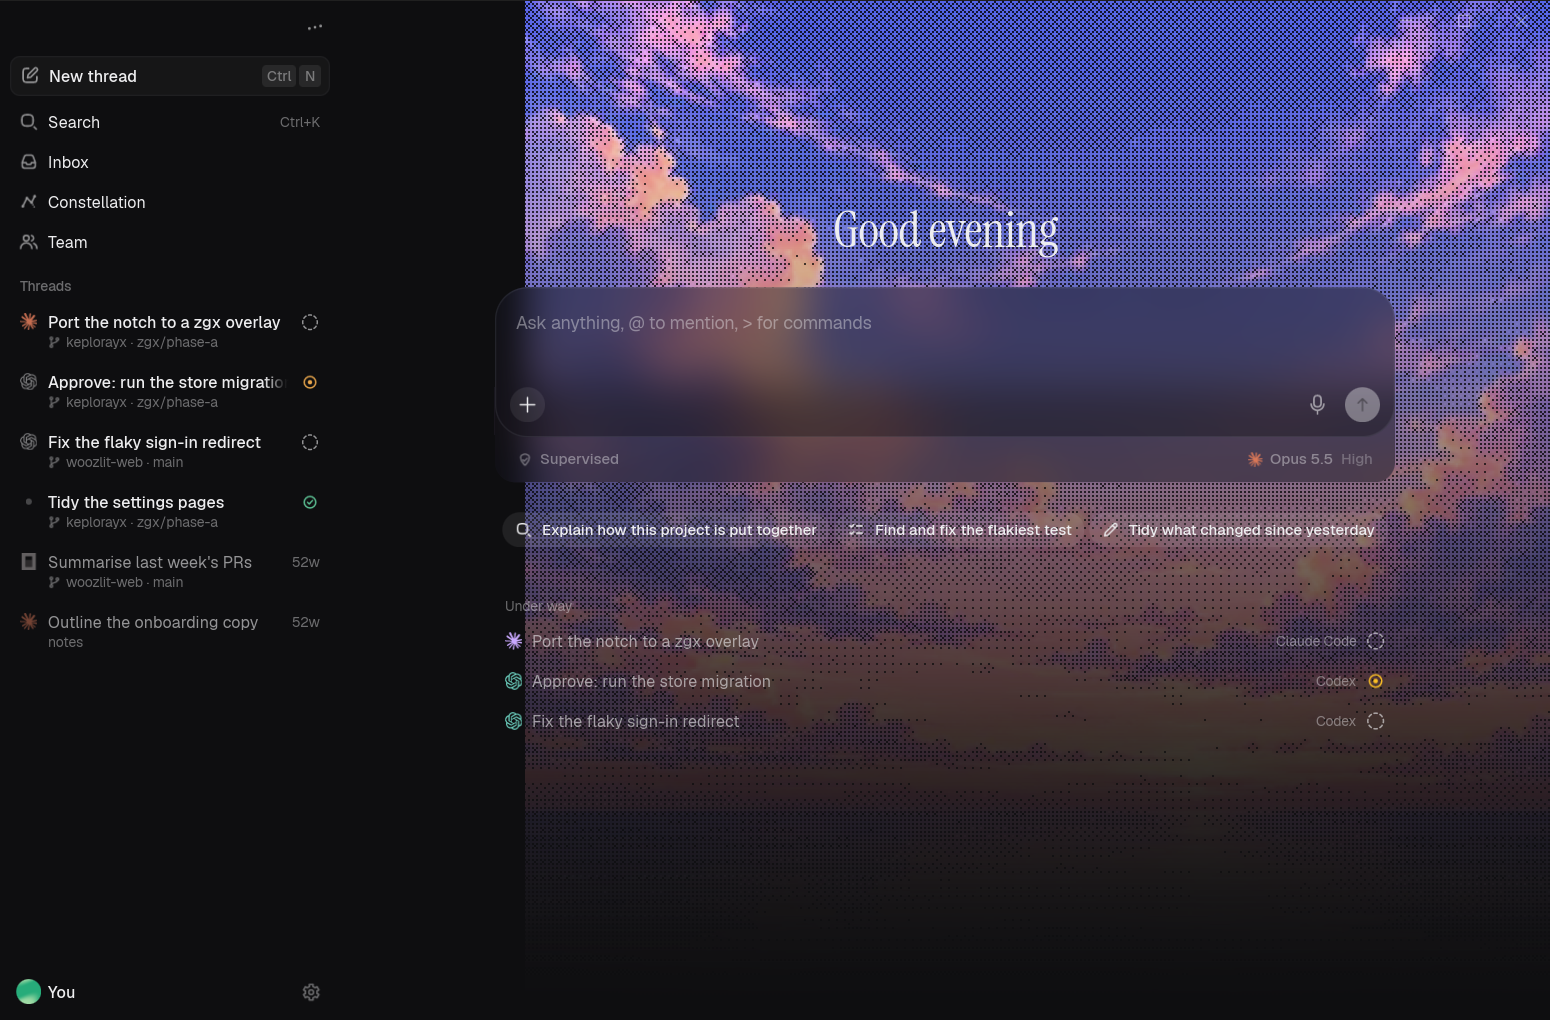 New thread Ctrl N
Search Ctrl+K
Inbox
Constellation
Team
Threads
Port the notch to a zgx overlay
keplorayx · zgx/phase-a
Approve: run the store migratio
keplorayx · zgx/phase-a
Fix the flaky sign-in redirect
woozlit-web · main
Tidy the settings pages
keplorayx · zgx/phase-a
Summarise last week's PRs 52w
woozlit-web · main
Outline the onboarding copy 52w
notes
You
Good evening
Ask anything, @ to mention, > for commands
Supervised
Opus 5.5 High
Explain how this project is put together
Find and fix the flakiest test
Tidy what changed since yesterday
Under way
Port the notch to a zgx overlay Claude Code
Approve: run the store migration Codex
Fix the flaky sign-in redirect Codex